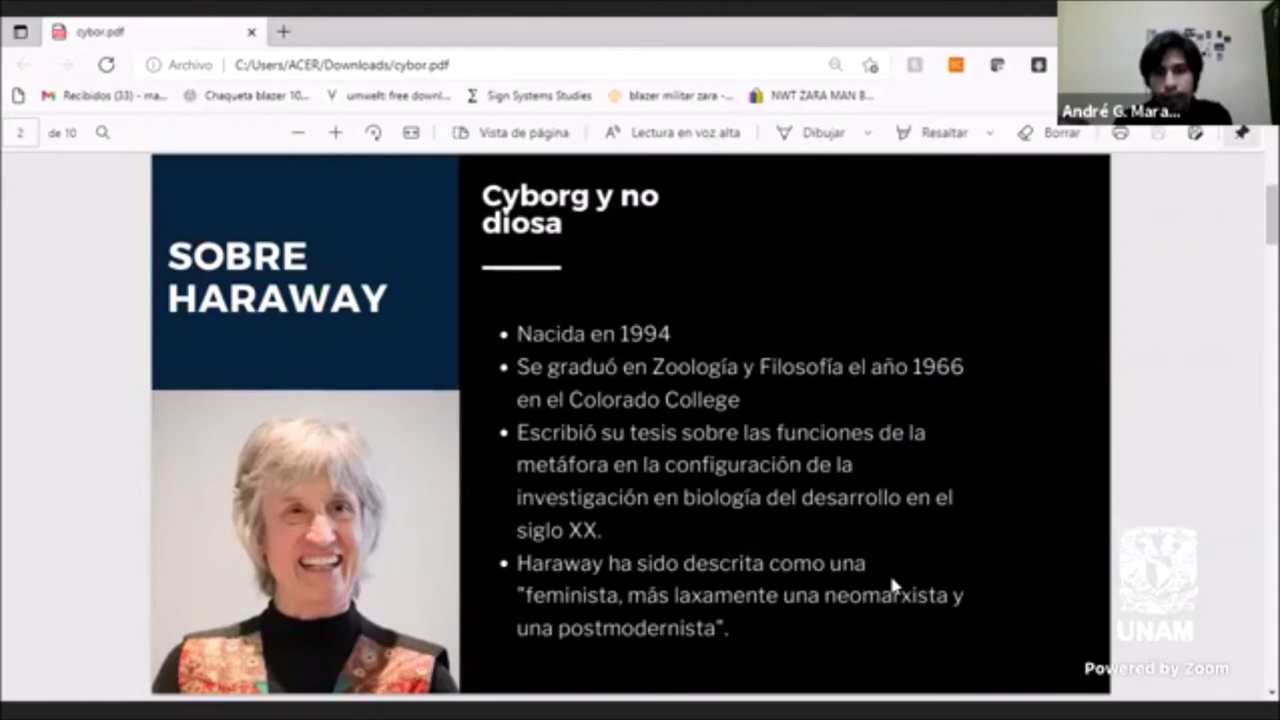 cybor.pdf
Archivo
C:/Users/ACER/Downloads/cybor.pdf
Recibidos (33) - ma...
Chaqueta blazer 10...
umwelt: free downl...
Sign Systems Studies
blazer militar zara -...
NWT ZARA MAN B...
2 de 10
Vista de página
Lectura en voz alta
Dibujar
Resaltar
Borrar
André G. Mara...
SOBRE
HARAWAY
Cyborg y no
diosa
• Nacida en 1994
• Se graduó en Zoología y Filosofía el año 1966
en el Colorado College
• Escribió su tesis sobre las funciones de la
metáfora en la configuración de la
investigación en biología del desarrollo en el
siglo XX.
• Haraway ha sido descrita como una
"feminista, más laxamente una neomarxista y
una postmodernista".
UNAM
Powered by Zoom